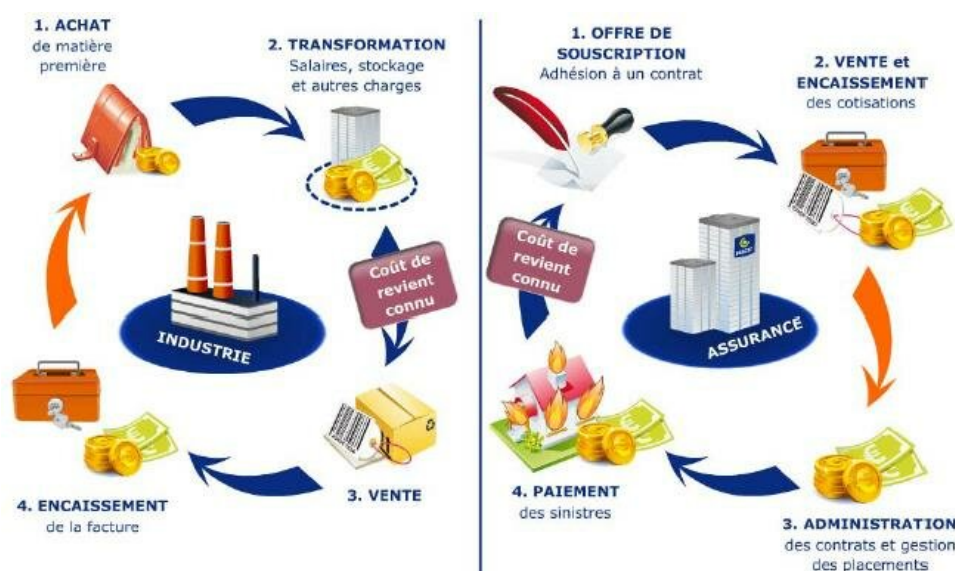 1. ACHAT
de matière
première
2. TRANSFORMATION
Salaires, stockage
et autres charges
Coût de
revient
connu
INDUSTRIE
3. VENTE
4. ENCAISSEMENT
de la facture
1. OFFRE DE
SOUSCRIPTION
Adhésion à un contrat
2. VENTE et
ENCAISSEMENT
des cotisations
Coût de
revient
connu
ASSURANCE
3. ADMINISTRATION
des contrats et gestion
des placements
4. PAIEMENT
des sinistres